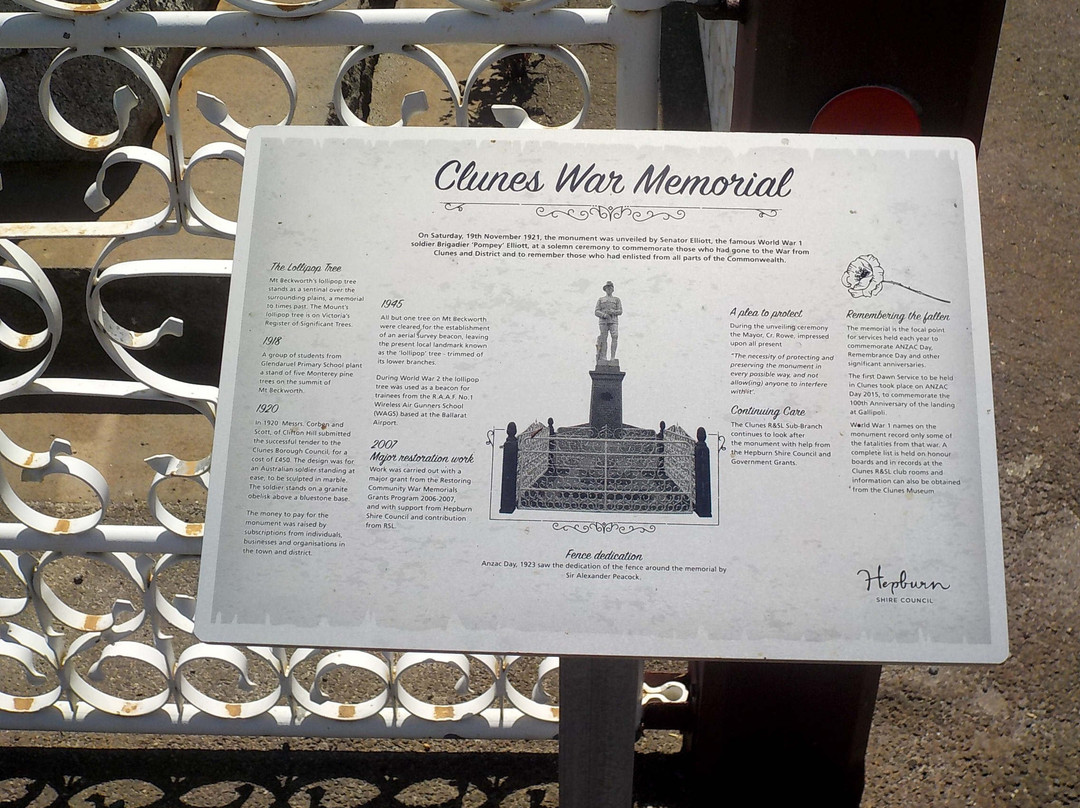 Clunes War Memorial
On Saturday, 19th November 1921, the monument was unveiled by Senator Elliott, the famous World War 1
soldier Brigadier 'Pompey' Elliott, at a solemn ceremony to commemorate those who had gone to the War from
Clunes and District and to remember those who had enlisted from all parts of the Commonwealth.
The Lollipop Tree
Mt Beckworth's lollipop tree
stands as a sentinal over the
surrounding plains, a memorial
to times past. The Mount's
lollipop tree is on Victoria's
Register of Significant Trees.
1918
A group of students from
Glendaruel Primary School plant
a stand of five Monterey pine
trees on the summit of
Mt Beckworth.
1920
In 1920 Messrs. Corben and
Scott, of Clifton Hill submitted
the successful tender to the
Clunes Borough Council, for a
cost of £450. The design was for
an Australian soldier standing at
ease, to be sculpted in marble.
The soldier stands on a granite
obelisk above a bluestone base.
The money to pay for the
monument was raised by
subscriptions from individuals,
businesses and organisations in
the town and district.
1945
All but one tree on Mt Beckworth
were cleared for the establishment
of an aerial survey beacon, leaving
the present local landmark known
as the 'lollipop' tree - trimmed of
its lower branches.
During World War 2 the lollipop
tree was used as a beacon for
trainees from the R.A.A.F. No.1
Wireless Air Gunners School
(WAGS) based at the Ballarat
Airport.
2007
Major restoration work
Work was carried out with a
major grant from the Restoring
Community War Memorials
Grants Program 2006-2007,
and with support from Hepburn
Shire Council and contribution
from RSL.
Fence dedication
Anzac Day, 1923 saw the dedication of the fence around the memorial by
Sir Alexander Peacock.
A plea to protect
During the unveiling ceremony
the Mayor, Cr. Rowe, impressed
upon all present
"The necessity of protecting and
preserving the monument in
every possible way, and not
allow(ing) anyone to interfere
with/it".
Continuing Care
The Clunes R&SL Sub-Branch
continues to look after
the monument with help from
the Hepburn Shire Council and
Government Grants.
Remembering the fallen
The memorial is the focal point
for services held each year to
commemorate ANZAC Day,
Remembrance Day and other
significant anniversaries.
The first Dawn Service to be held
in Clunes took place on ANZAC
Day 2015, to commemorate the
100th Anniversary of the landing
at Gallipoli.
World War 1 names on the
monument record only some of
the fatalities from that war. A
complete list is held on honour
boards and in records at the
Clunes R&SL club rooms and
information can also be obtained
from the Clunes Museum
Hepburn
SHIRE COUNCIL